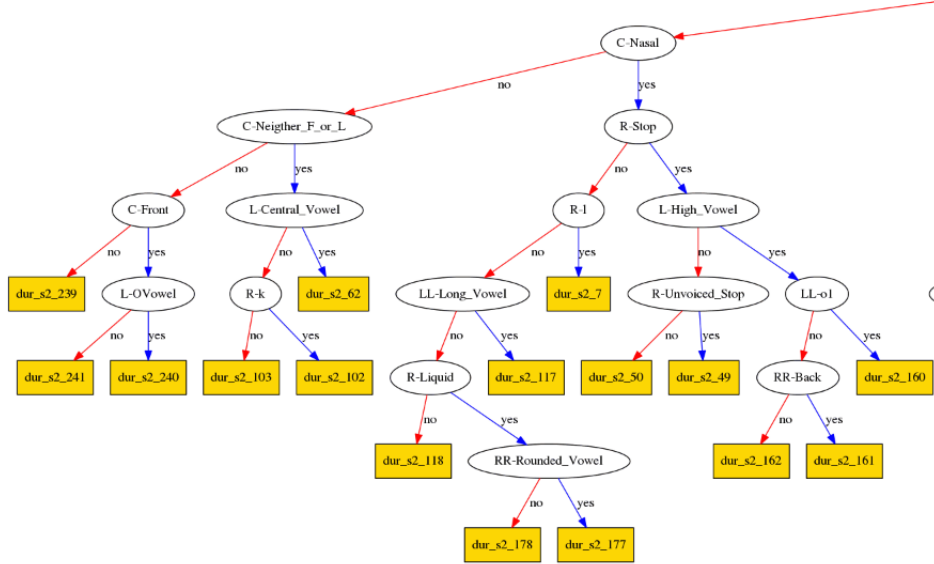 C-Nasal
no
yes
C-Neigther_F_or_L
R-Stop
no
yes
no
yes
C-Front
L-Central_Vowel
R-l
L-High_Vowel
no
yes
no
yes
no
yes
no
yes
dur_s2_239
L-OVowel
R-k
dur_s2_62
LL-Long_Vowel
dur_s2_7
R-Unvoiced_Stop
LL-o1
no
yes
no
yes
no
yes
no
yes
no
yes
dur_s2_241
dur_s2_240
dur_s2_103
dur_s2_102
R-Liquid
dur_s2_117
dur_s2_50
dur_s2_49
RR-Back
dur_s2_160
no
yes
no
yes
dur_s2_118
RR-Rounded_Vowel
dur_s2_162
dur_s2_161
no
yes
dur_s2_178
dur_s2_177